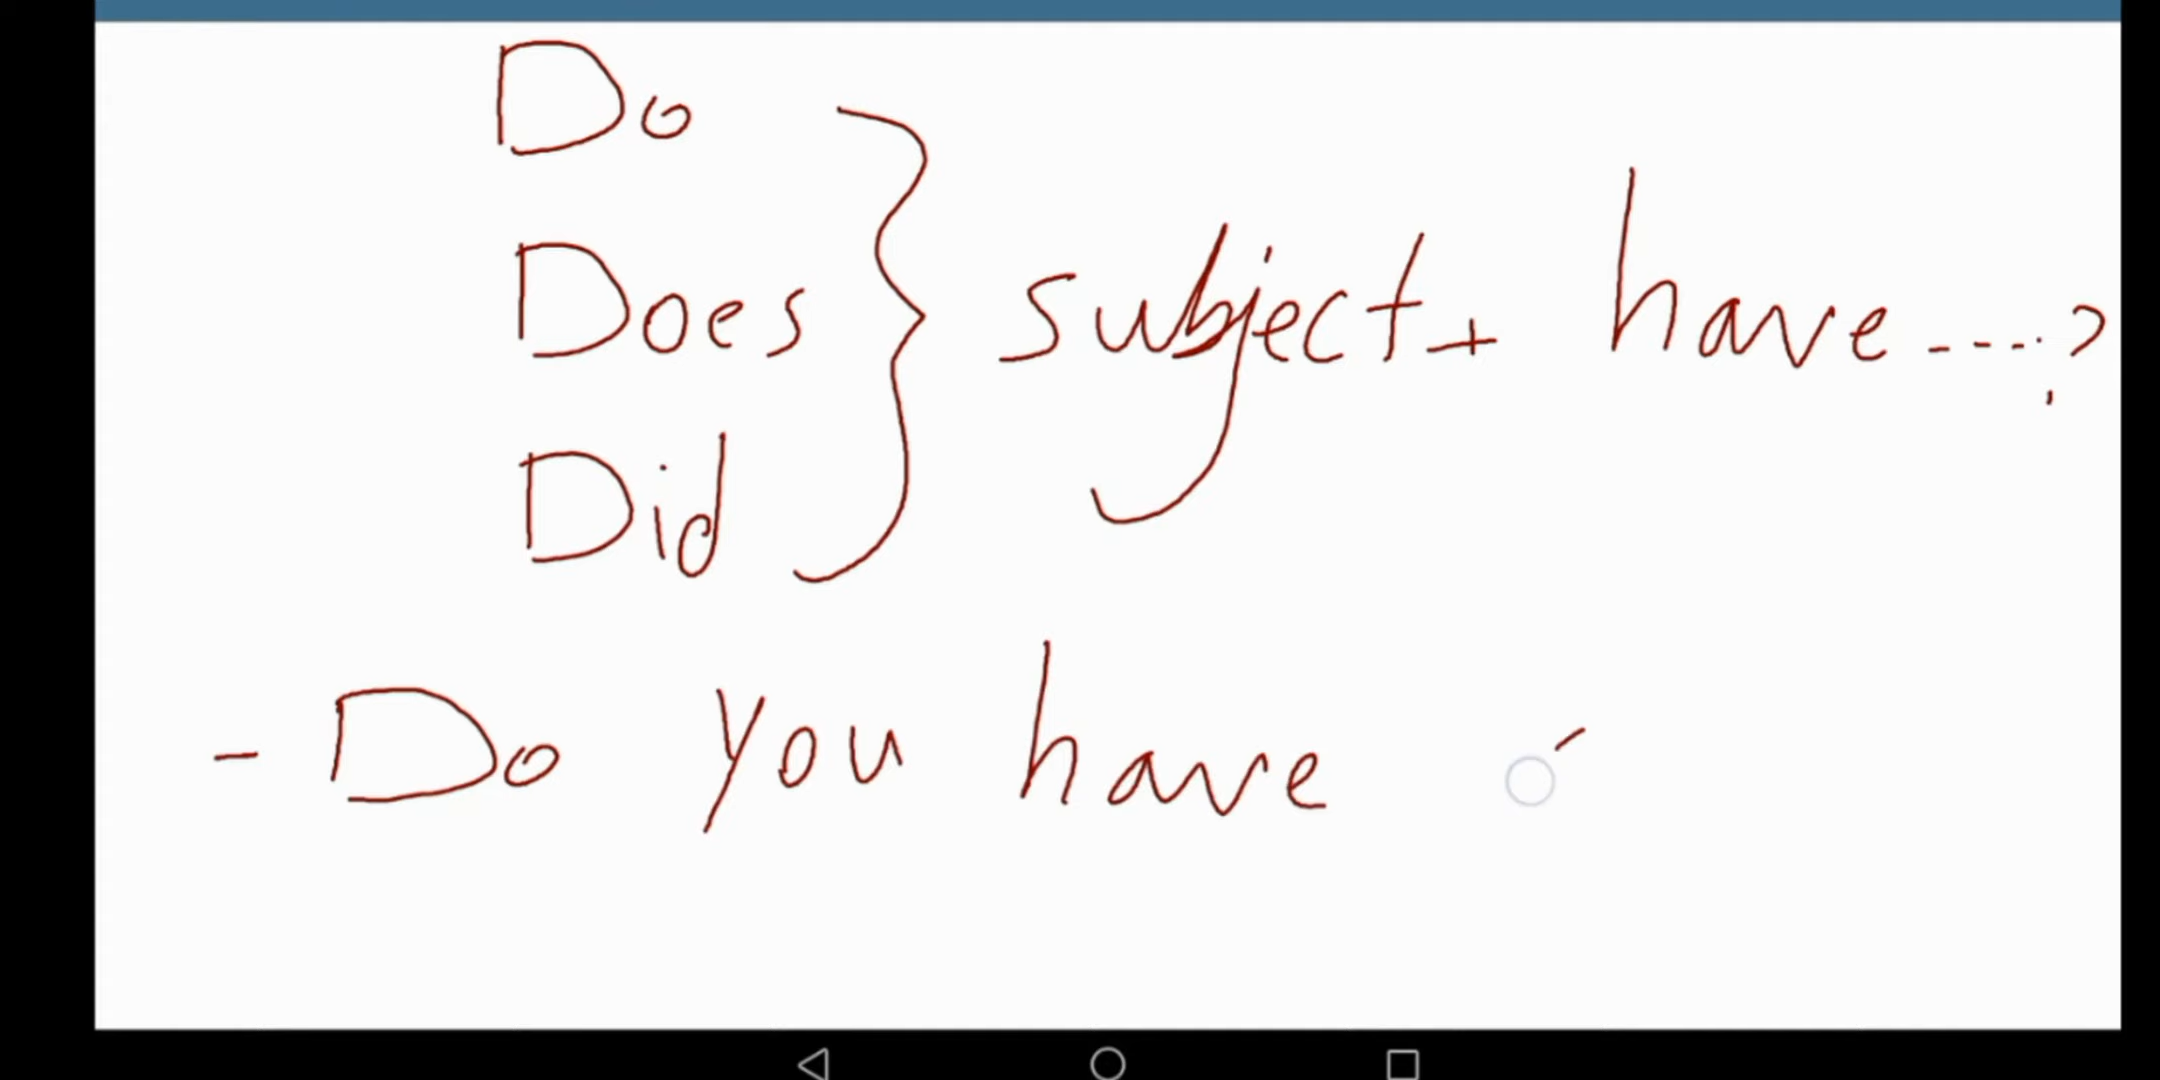 Do
Does } subject + have ....?
Did
- Do you have